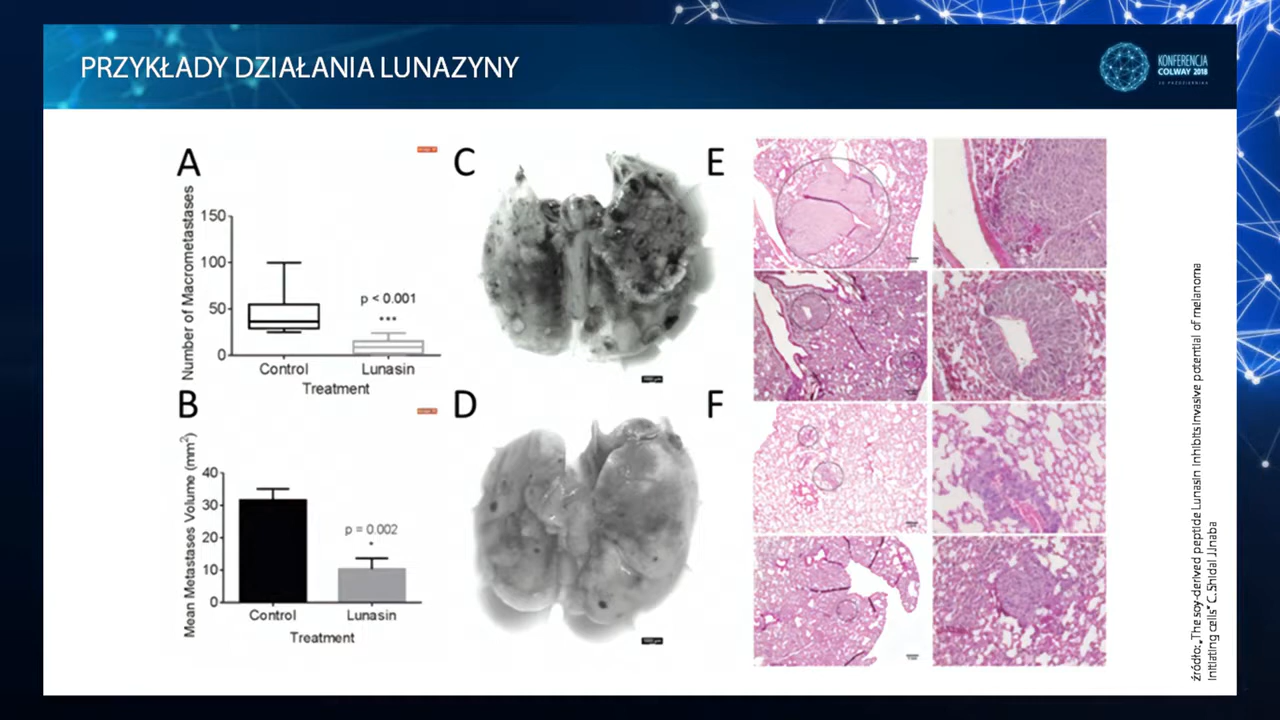 PRZYKŁADY DZIAŁANIA LUNAZYNY
KONFERENCJA
COLWAY 2018
A
Number of Macrometastases
150
100
50
0
p < 0.001
***
Control
Lunasin
Treatment
B
Mean Metastases Volume (mm²)
40
30
20
10
0
p = 0.002
*
Control
Lunasin
Treatment
C
D
E
F
źródło: „The soy-derived peptide Lunasin inhibits invasive potential of melanoma
initiating cells" C. Shidal JJnaba